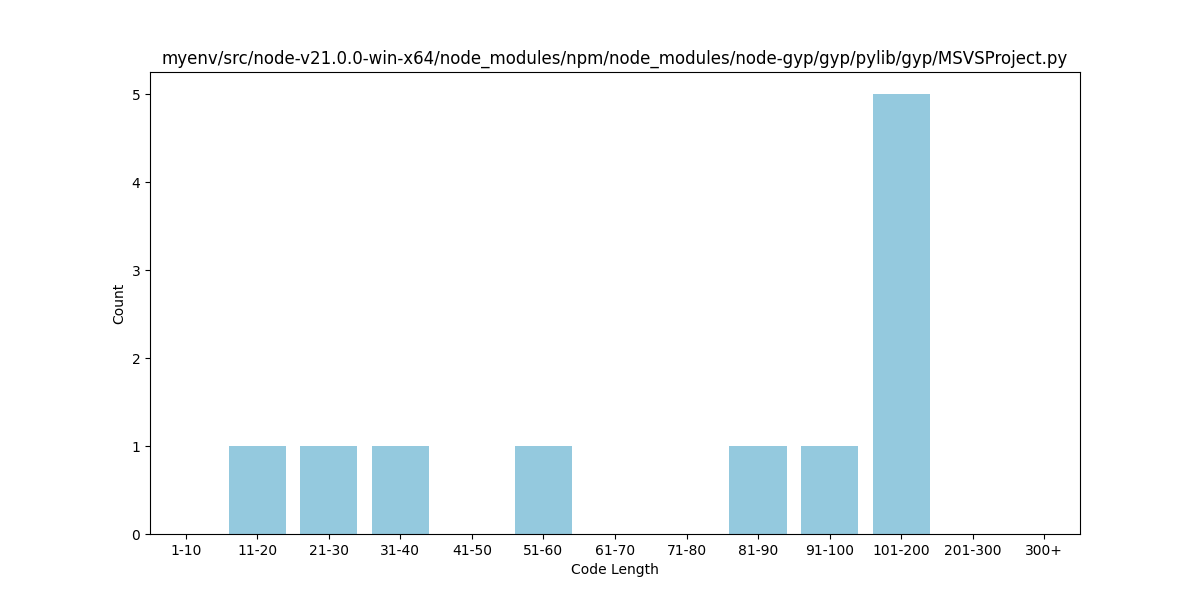 myenv/src/node-v21.0.0-win-x64/node_modules/npm/node_modules/node-gyp/gyp/pylib/gyp/MSVSProject.py
5
4
3
2
1
0
Count
1-10 11-20 21-30 31-40 41-50 51-60 61-70 71-80 81-90 91-100 101-200 201-300 300+
Code Length